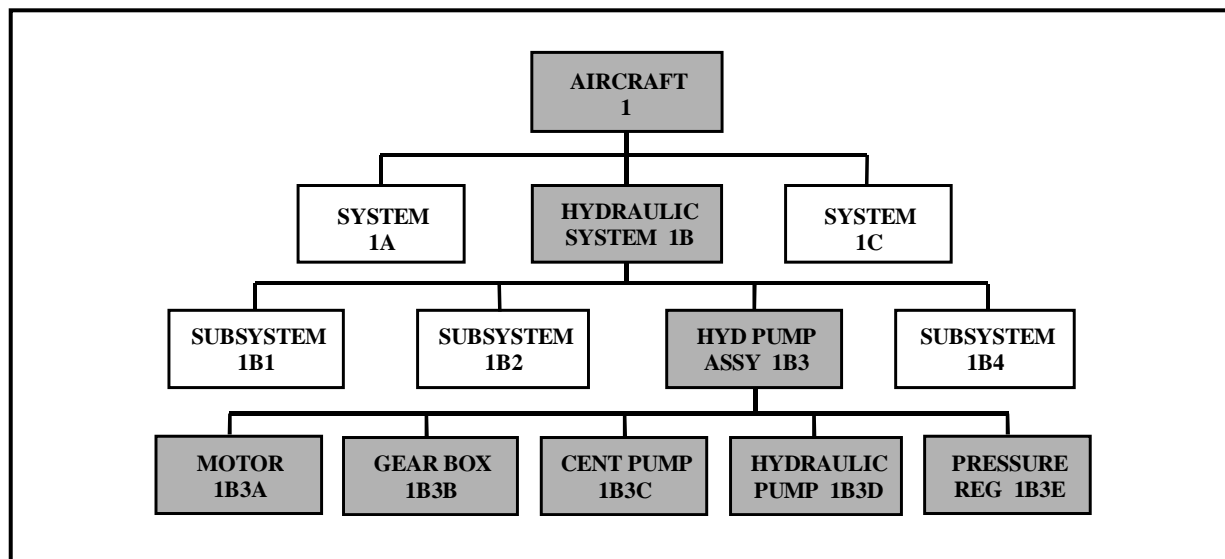 AIRCRAFT
1
SYSTEM
1A
HYDRAULIC
SYSTEM 1B
SYSTEM
1C
SUBSYSTEM
1B1
SUBSYSTEM
1B2
HYD PUMP
ASSY 1B3
SUBSYSTEM
1B4
MOTOR
1B3A
GEAR BOX
1B3B
CENT PUMP
1B3C
HYDRAULIC
PUMP 1B3D
PRESSURE
REG 1B3E